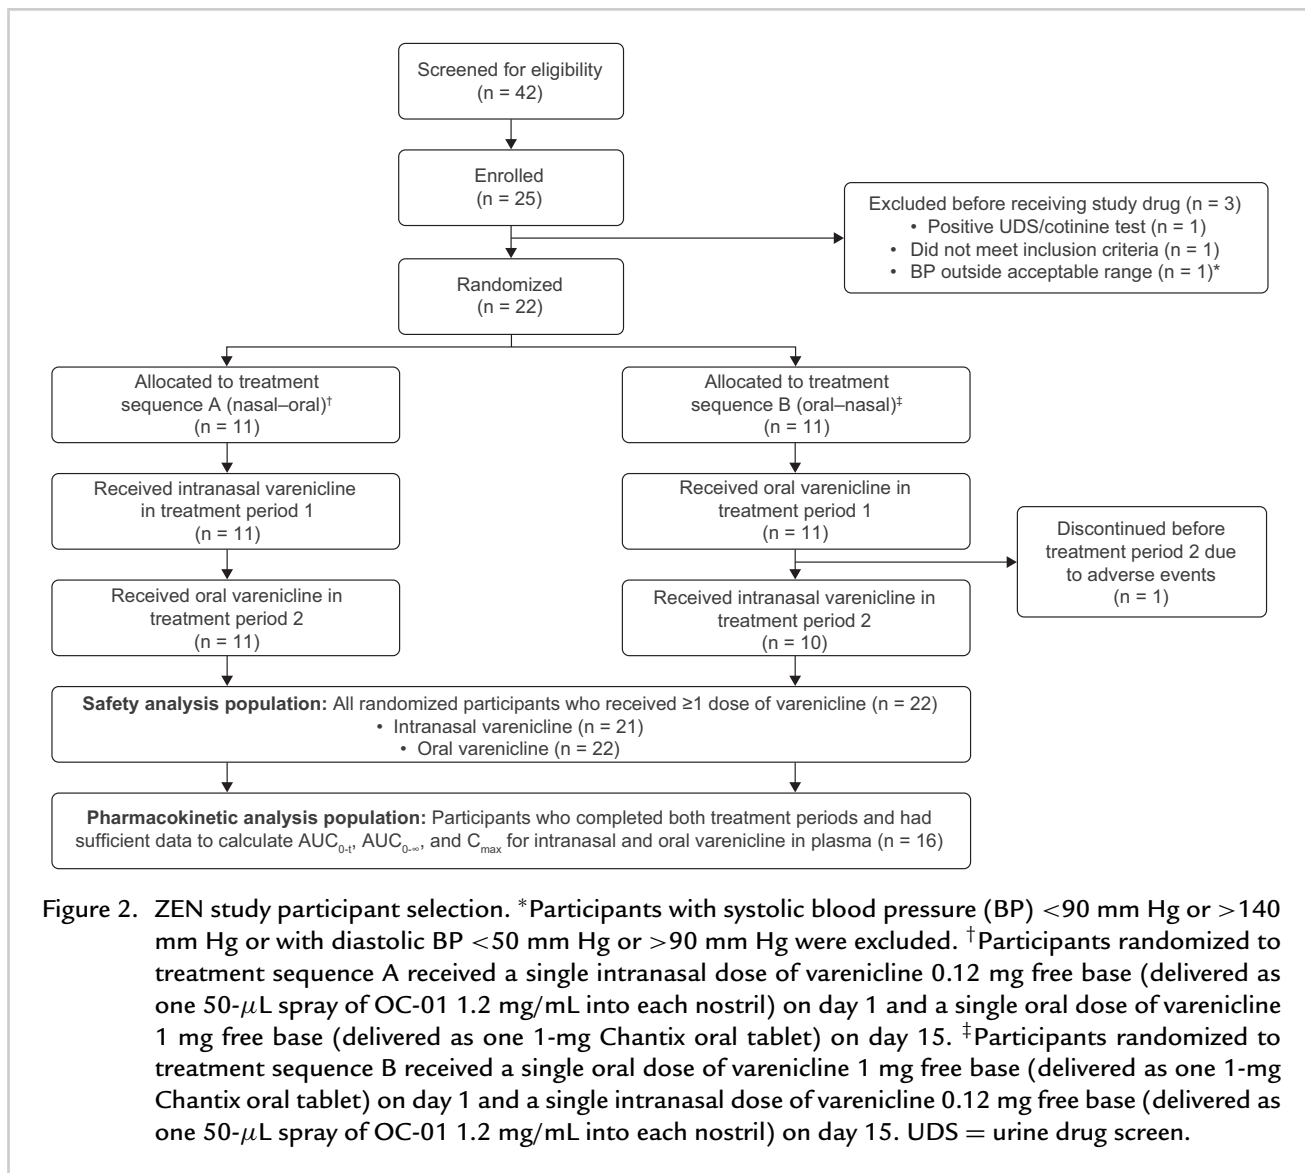 Screened for eligibility
(n = 42)
Enrolled
(n = 25)
Excluded before receiving study drug (n = 3)
• Positive UDS/cotinine test (n = 1)
• Did not meet inclusion criteria (n = 1)
• BP outside acceptable range (n = 1)*
Randomized
(n = 22)
Allocated to treatment
sequence A (nasal–oral)†
(n = 11)
Allocated to treatment
sequence B (oral–nasal)‡
(n = 11)
Received intranasal varenicline
in treatment period 1
(n = 11)
Received oral varenicline in
treatment period 1
(n = 11)
Discontinued before
treatment period 2 due
to adverse events
(n = 1)
Received oral varenicline in
treatment period 2
(n = 11)
Received intranasal varenicline in
treatment period 2
(n = 10)
Safety analysis population: All randomized participants who received ≥1 dose of varenicline (n = 22)
• Intranasal varenicline (n = 21)
• Oral varenicline (n = 22)
Pharmacokinetic analysis population: Participants who completed both treatment periods and had
sufficient data to calculate AUC0-t, AUC0-∞, and Cmax for intranasal and oral varenicline in plasma (n = 16)
Figure 2. ZEN study participant selection. *Participants with systolic blood pressure (BP) <90 mm Hg or >140
mm Hg or with diastolic BP <50 mm Hg or >90 mm Hg were excluded. †Participants randomized to
treatment sequence A received a single intranasal dose of varenicline 0.12 mg free base (delivered as
one 50-μL spray of OC-01 1.2 mg/mL into each nostril) on day 1 and a single oral dose of varenicline
1 mg free base (delivered as one 1-mg Chantix oral tablet) on day 15. ‡Participants randomized to
treatment sequence B received a single oral dose of varenicline 1 mg free base (delivered as one 1-mg
Chantix oral tablet) on day 1 and a single intranasal dose of varenicline 0.12 mg free base (delivered as
one 50-μL spray of OC-01 1.2 mg/mL into each nostril) on day 15. UDS = urine drug screen.